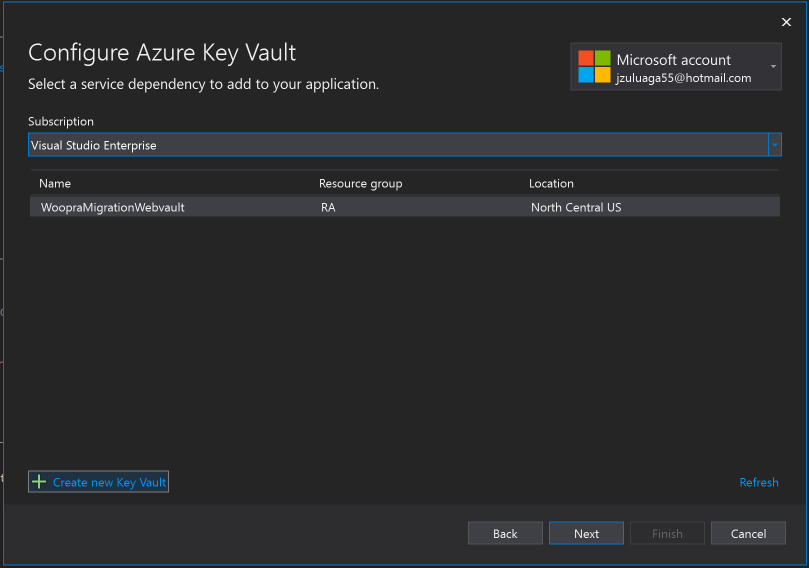 Configure Azure Key Vault
Microsoft account
jzuluaga55@hotmail.com
Select a service dependency to add to your application.
Subscription
Visual Studio Enterprise
Name Resource group Location
WoopraMigrationWebvault RA North Central US
Create new Key Vault Refresh
Back Next Finish Cancel